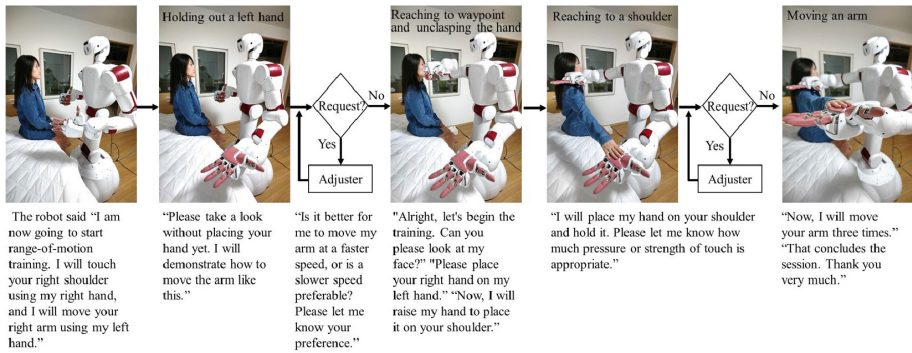 Holding out a left hand
Request?
No
Yes
Adjuster
Reaching to waypoint
and unclasping the hand
Reaching to a shoulder
Request?
No
Yes
Adjuster
Moving an arm
The robot said “I am
now going to start
range-of-motion
training. I will touch
your right shoulder
using my right hand,
and I will move your
right arm using my left
hand.”
“Please take a look
without placing your
hand yet. I will
demonstrate how to
move the arm like
this.”
“Is it better for
me to move my
arm at a faster
speed, or is a
slower speed
preferable?
Please let me
know your
preference.”
"Alright, let's begin the
training. Can you
please look at my
face?” "Please place
your right hand on my
left hand.” “Now, I will
raise my hand to place
it on your shoulder.”
“I will place my hand on your shoulder
and hold it. Please let me know how
much pressure or strength of touch is
appropriate.”
“Now, I will move
your arm three times.”
“That concludes the
session. Thank you
very much.”